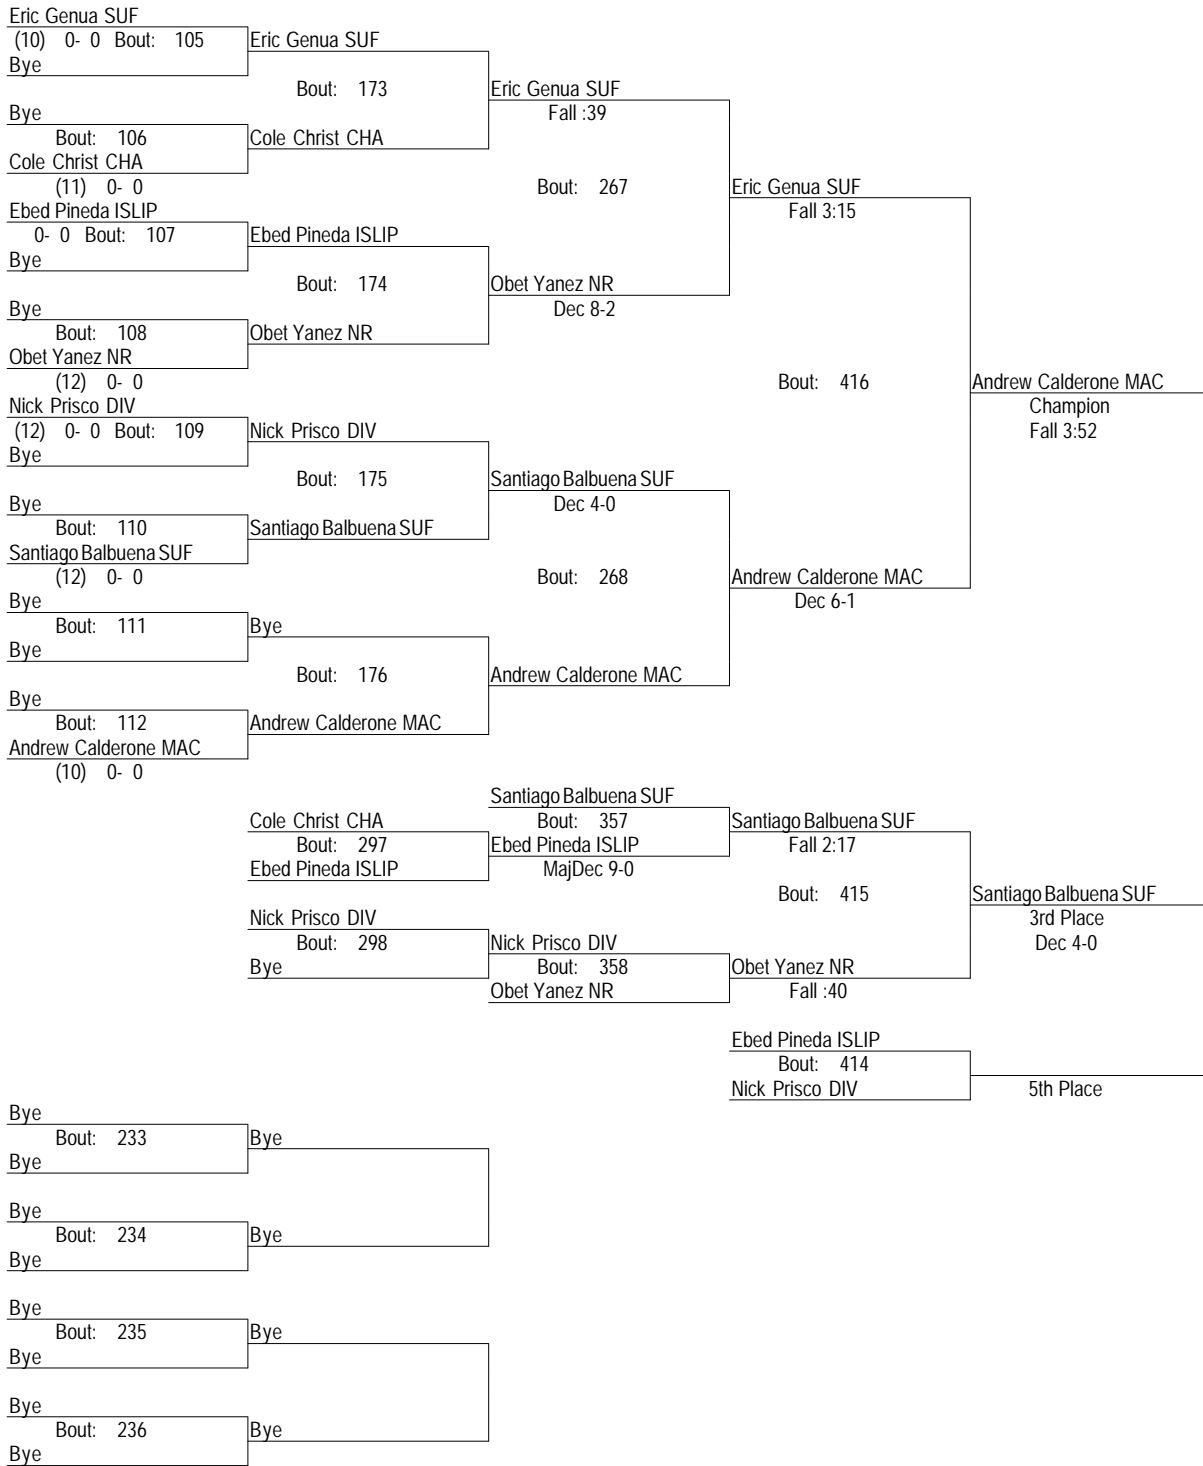 Eric Genua SUF
(10) 0- 0 Bout: 105 Eric Genua SUF
Bye
Bout: 173 Eric Genua SUF
Bye Fall :39
Bout: 106 Cole Christ CHA
Cole Christ CHA
(11) 0- 0 Bout: 267 Eric Genua SUF
Ebed Pineda ISLIP Fall 3:15
0- 0 Bout: 107 Ebed Pineda ISLIP
Bye
Bout: 174 Obet Yanez NR
Bye Dec 8-2
Bout: 108 Obet Yanez NR
Obet Yanez NR
(12) 0- 0 Bout: 416 Andrew Calderone MAC
Nick Prisco DIV Champion
(12) 0- 0 Bout: 109 Nick Prisco DIV Fall 3:52
Bye
Bout: 175 Santiago Balbuena SUF
Bye Dec 4-0
Bout: 110 Santiago Balbuena SUF
Santiago Balbuena SUF
(12) 0- 0 Bout: 268 Andrew Calderone MAC
Bye Dec 6-1
Bout: 111 Bye
Bye
Bout: 176 Andrew Calderone MAC
Bye
Bout: 112 Andrew Calderone MAC
Andrew Calderone MAC
(10) 0- 0
Santiago Balbuena SUF
Cole Christ CHA Bout: 357 Santiago Balbuena SUF
Bout: 297 Ebed Pineda ISLIP Fall 2:17
Ebed Pineda ISLIP MajDec 9-0
Bout: 415 Santiago Balbuena SUF
Nick Prisco DIV 3rd Place
Bout: 298 Nick Prisco DIV Dec 4-0
Bye Bout: 358 Obet Yanez NR
Obet Yanez NR Fall :40
Ebed Pineda ISLIP
Bout: 414
Nick Prisco DIV 5th Place
Bye
Bout: 233 Bye
Bye
Bye
Bout: 234 Bye
Bye
Bye
Bout: 235 Bye
Bye
Bye
Bout: 236 Bye
Bye